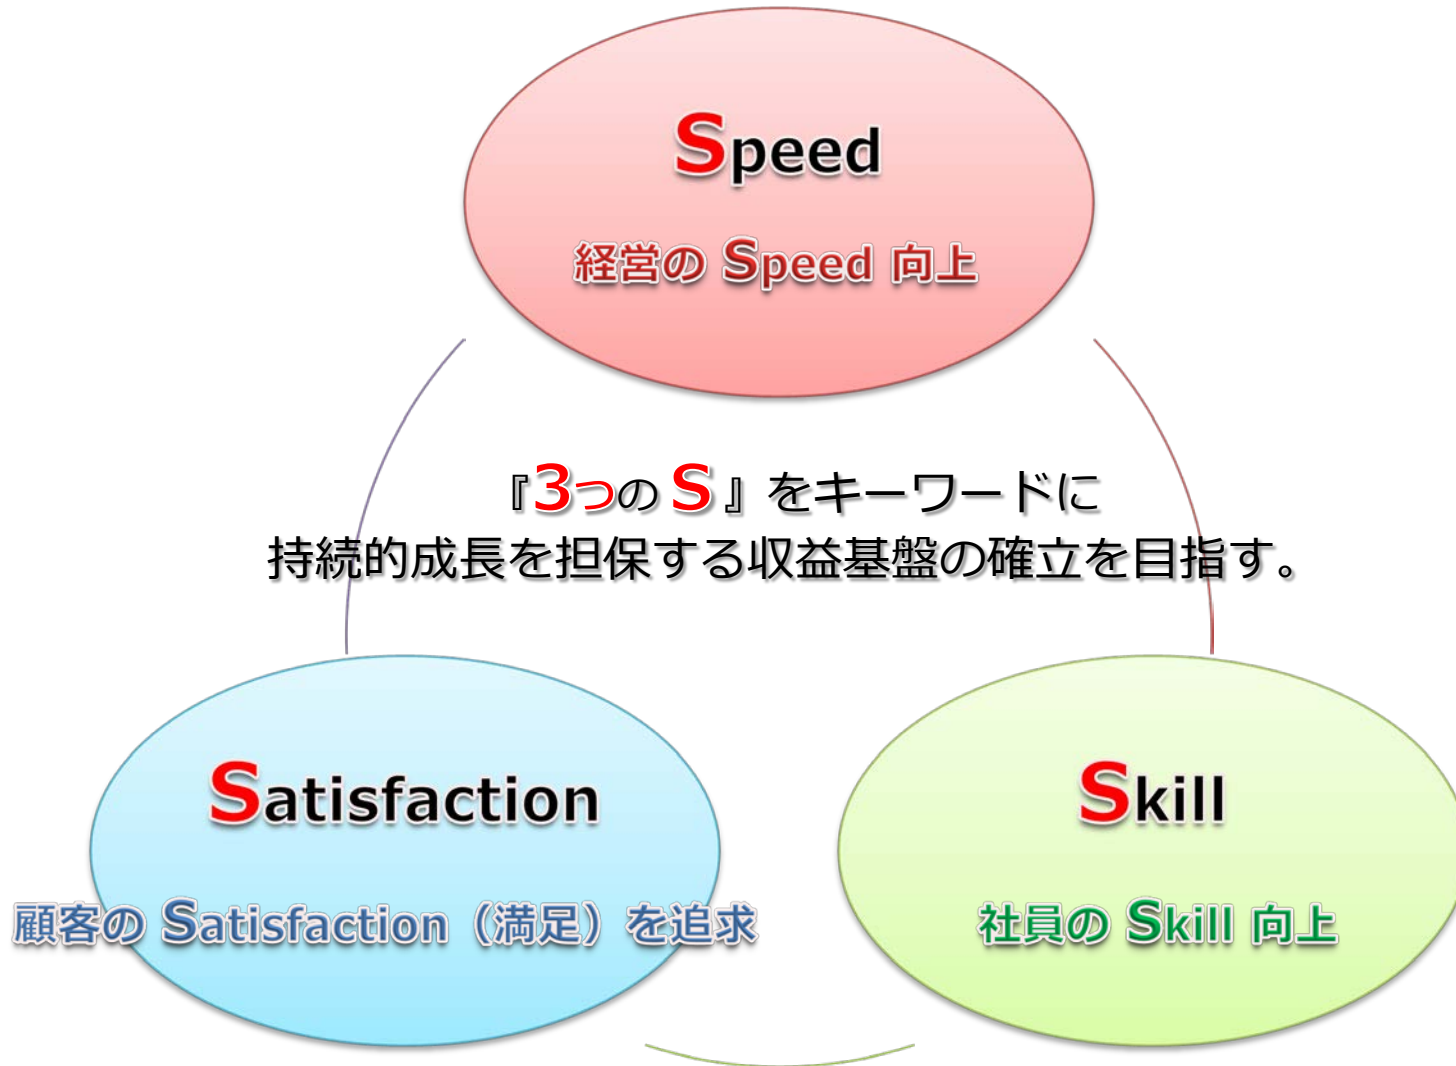 Speed
経営の Speed 向上
『3つの S 』をキーワードに
持続的成長を担保する収益基盤の確立を目指す。
Satisfaction
顧客の Satisfaction（満足）を追求
Skill
社員の Skill 向上